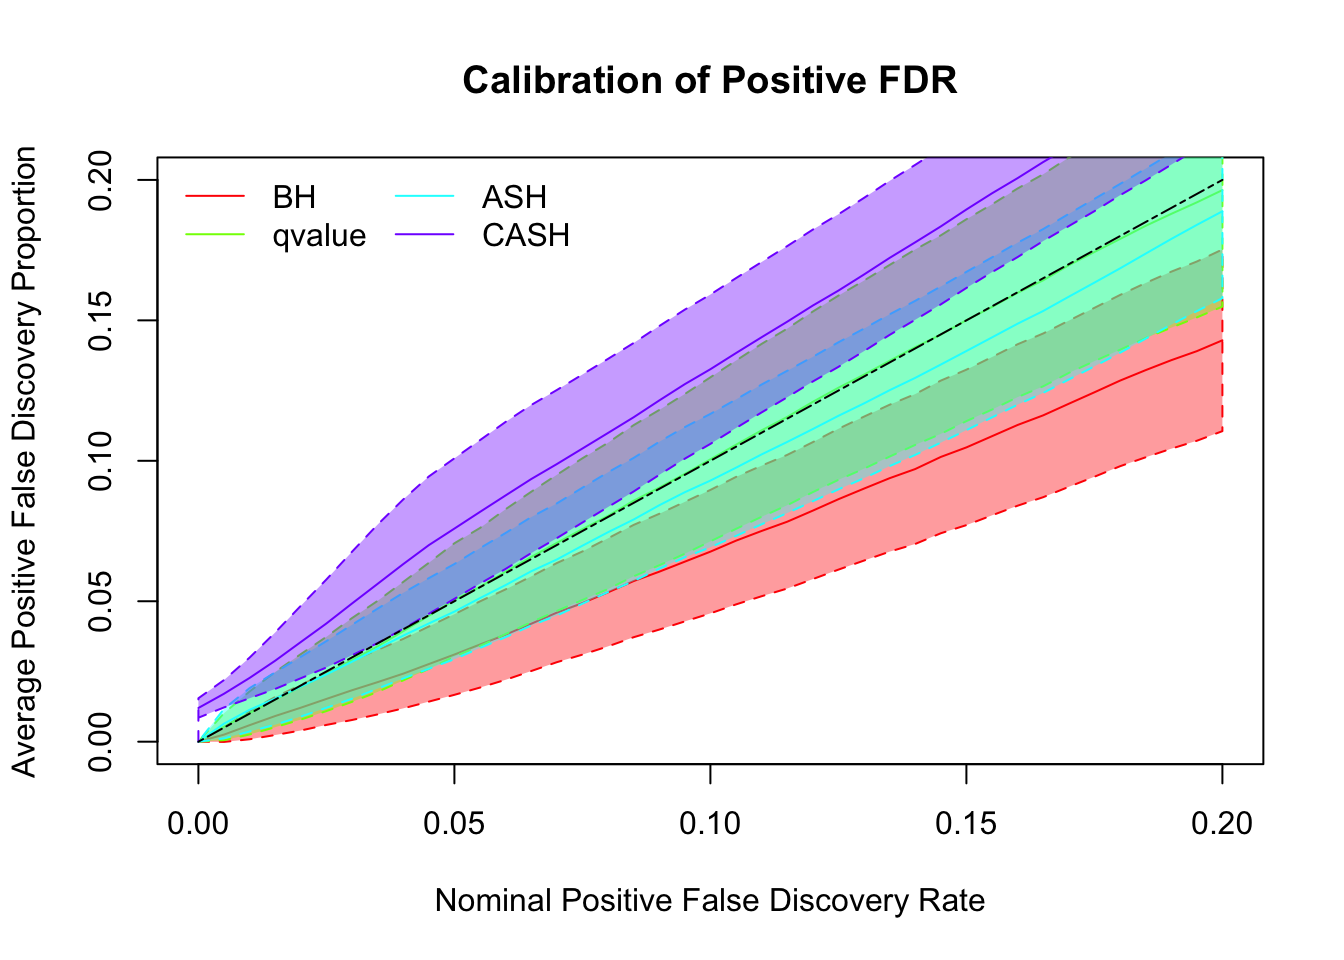 Calibration of Positive FDR
Average Positive False Discovery Proportion
0.20
0.15
0.10
0.05
0.00
BH
ASH
qvalue
CASH
0.00 0.05 0.10 0.15 0.20
Nominal Positive False Discovery Rate